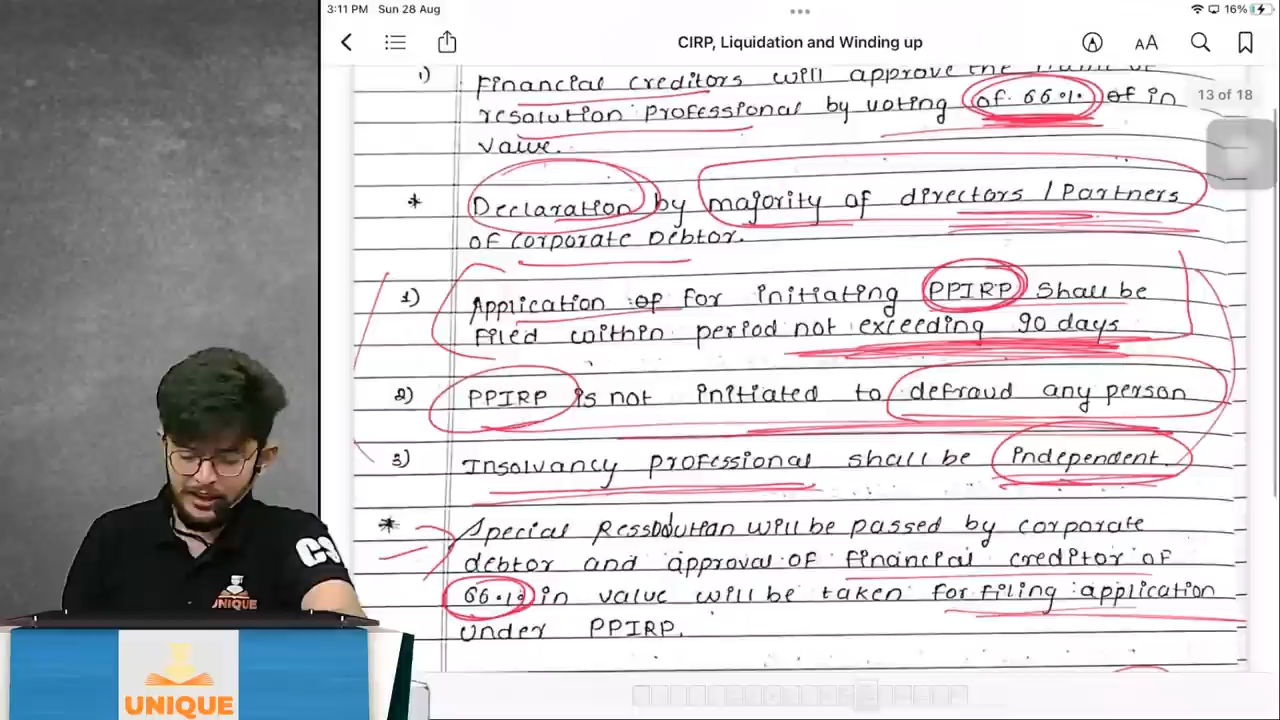 3:11 PM Sun 28 Aug
16%
CIRP, Liquidation and Winding up
AA
13 of 18
1) Financial creditors will approve the name of
resolution professional by voting of 66% of in
value.
* Declaration by majority of directors / Partners
of corporate Debtor.
1) Application of for initiating PPIRP shall be
filed within period not exceeding 90 days
2) PPIRP is not initiated to defraud any person
3) Insolvancy professional shall be independent.
* Special Ressolution will be passed by corporate
debtor and approval of financial creditor of
66% in value will be taken for filing application
under PPIRP.
CS
UNIQUE
UNIQUE